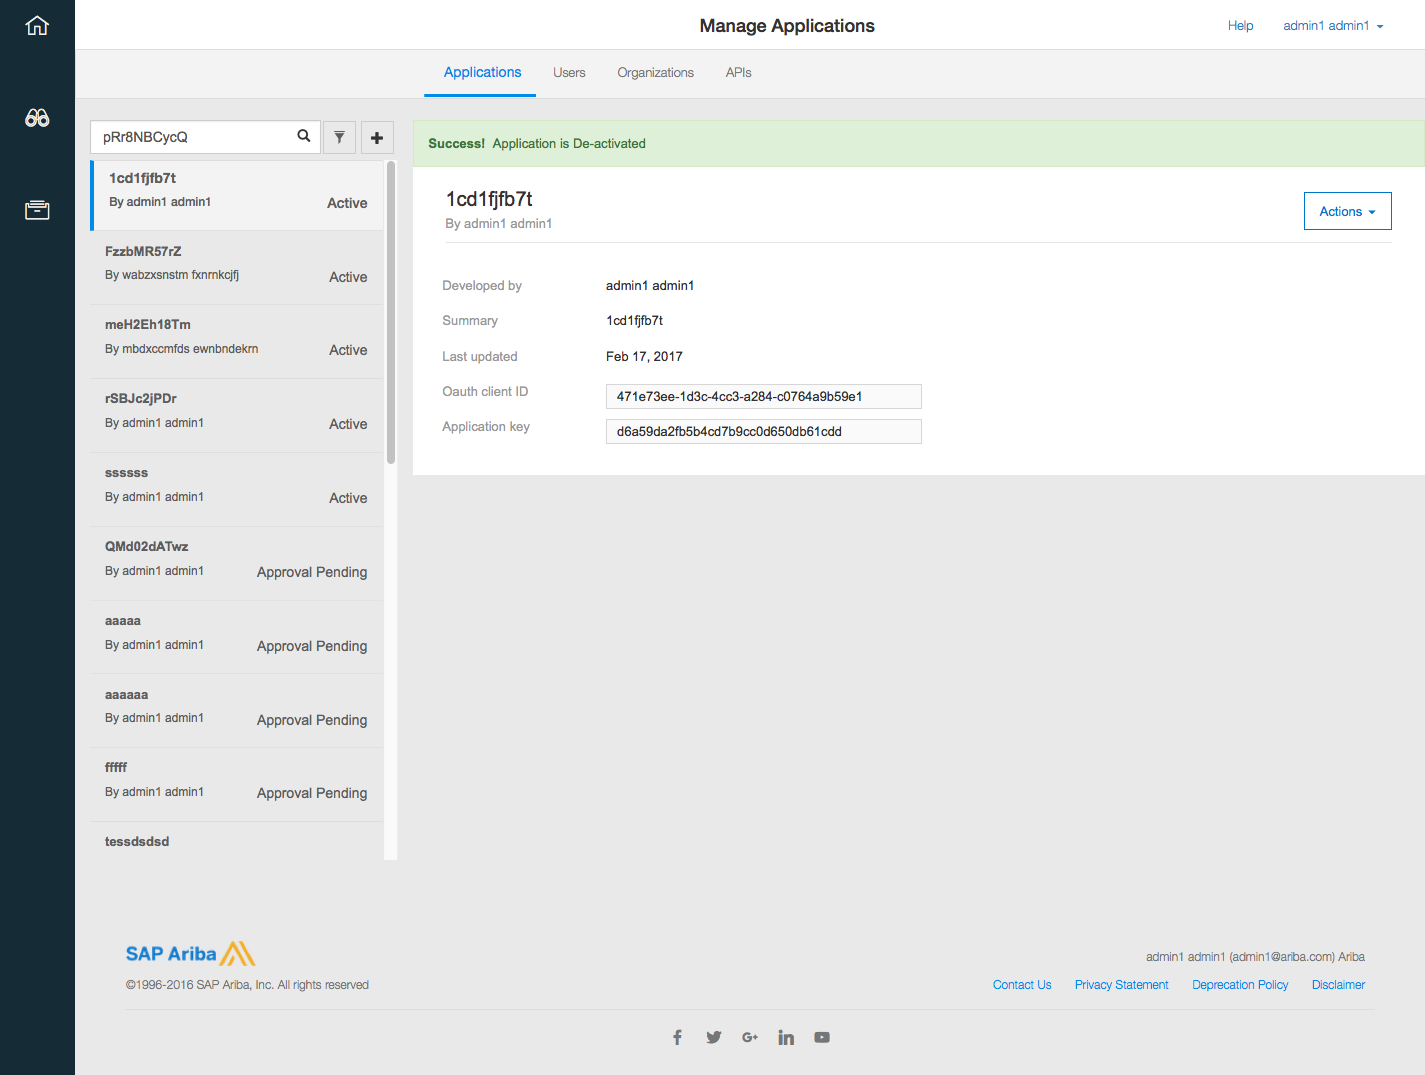 Manage Applications
Help
admin1 admin1
Applications
Users
Organizations
APIs
pRr8NBCycQ
1cd1fjfb7t
By admin1 admin1
Active
FzzbMR57rZ
By wabzxsnstm fxnrnkcjfj
Active
meH2Eh18Tm
By mbdxccmfds ewnbndekrn
Active
rSBJc2jPDr
By admin1 admin1
Active
ssssss
By admin1 admin1
Active
QMd02dATwz
By admin1 admin1
Approval Pending
aaaaa
By admin1 admin1
Approval Pending
aaaaaa
By admin1 admin1
Approval Pending
fffff
By admin1 admin1
Approval Pending
tessdsdsd
Success! Application is De-activated
1cd1fjfb7t
By admin1 admin1
Actions
Developed by admin1 admin1
Summary 1cd1fjfb7t
Last updated Feb 17, 2017
Oauth client ID 471e73ee-1d3c-4cc3-a284-c0764a9b59e1
Application key d6a59da2fb5b4cd7b9cc0d650db61cdd
SAP Ariba
©1996-2016 SAP Ariba, Inc. All rights reserved
admin1 admin1 (admin1@ariba.com) Ariba
Contact Us
Privacy Statement
Deprecation Policy
Disclaimer